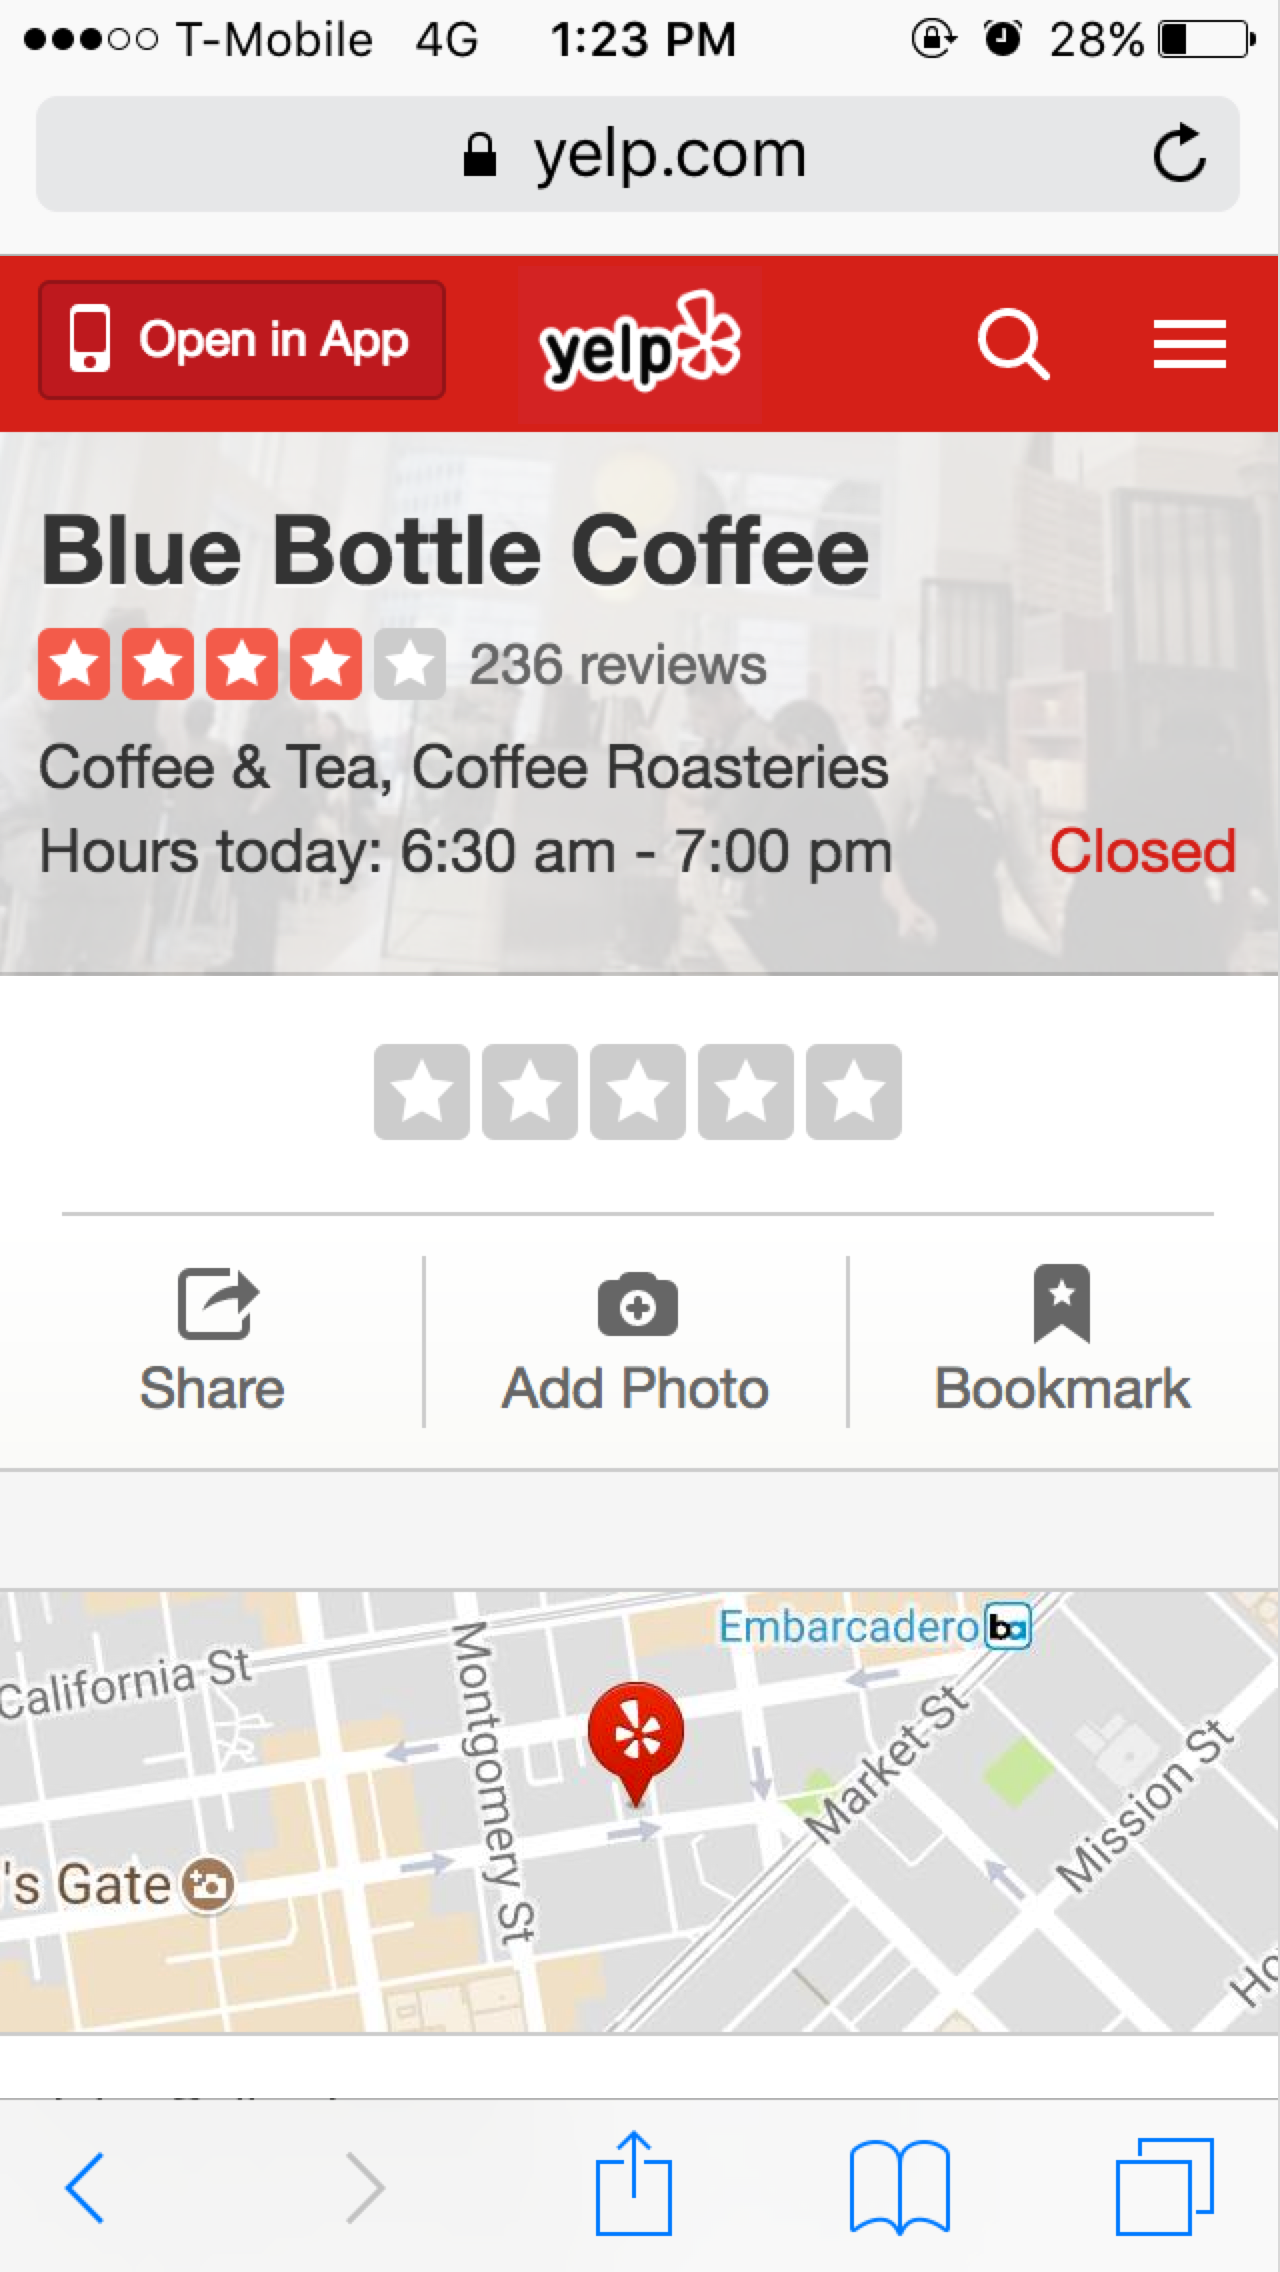 T-Mobile 4G 1:23 PM 28%
yelp.com
Open in App
yelp
Blue Bottle Coffee
236 reviews
Coffee & Tea, Coffee Roasteries
Hours today: 6:30 am - 7:00 pm Closed
Share
Add Photo
Bookmark
Embarcadero ba
California St
Montgomery St
Market St
Mission St
's Gate
Ho